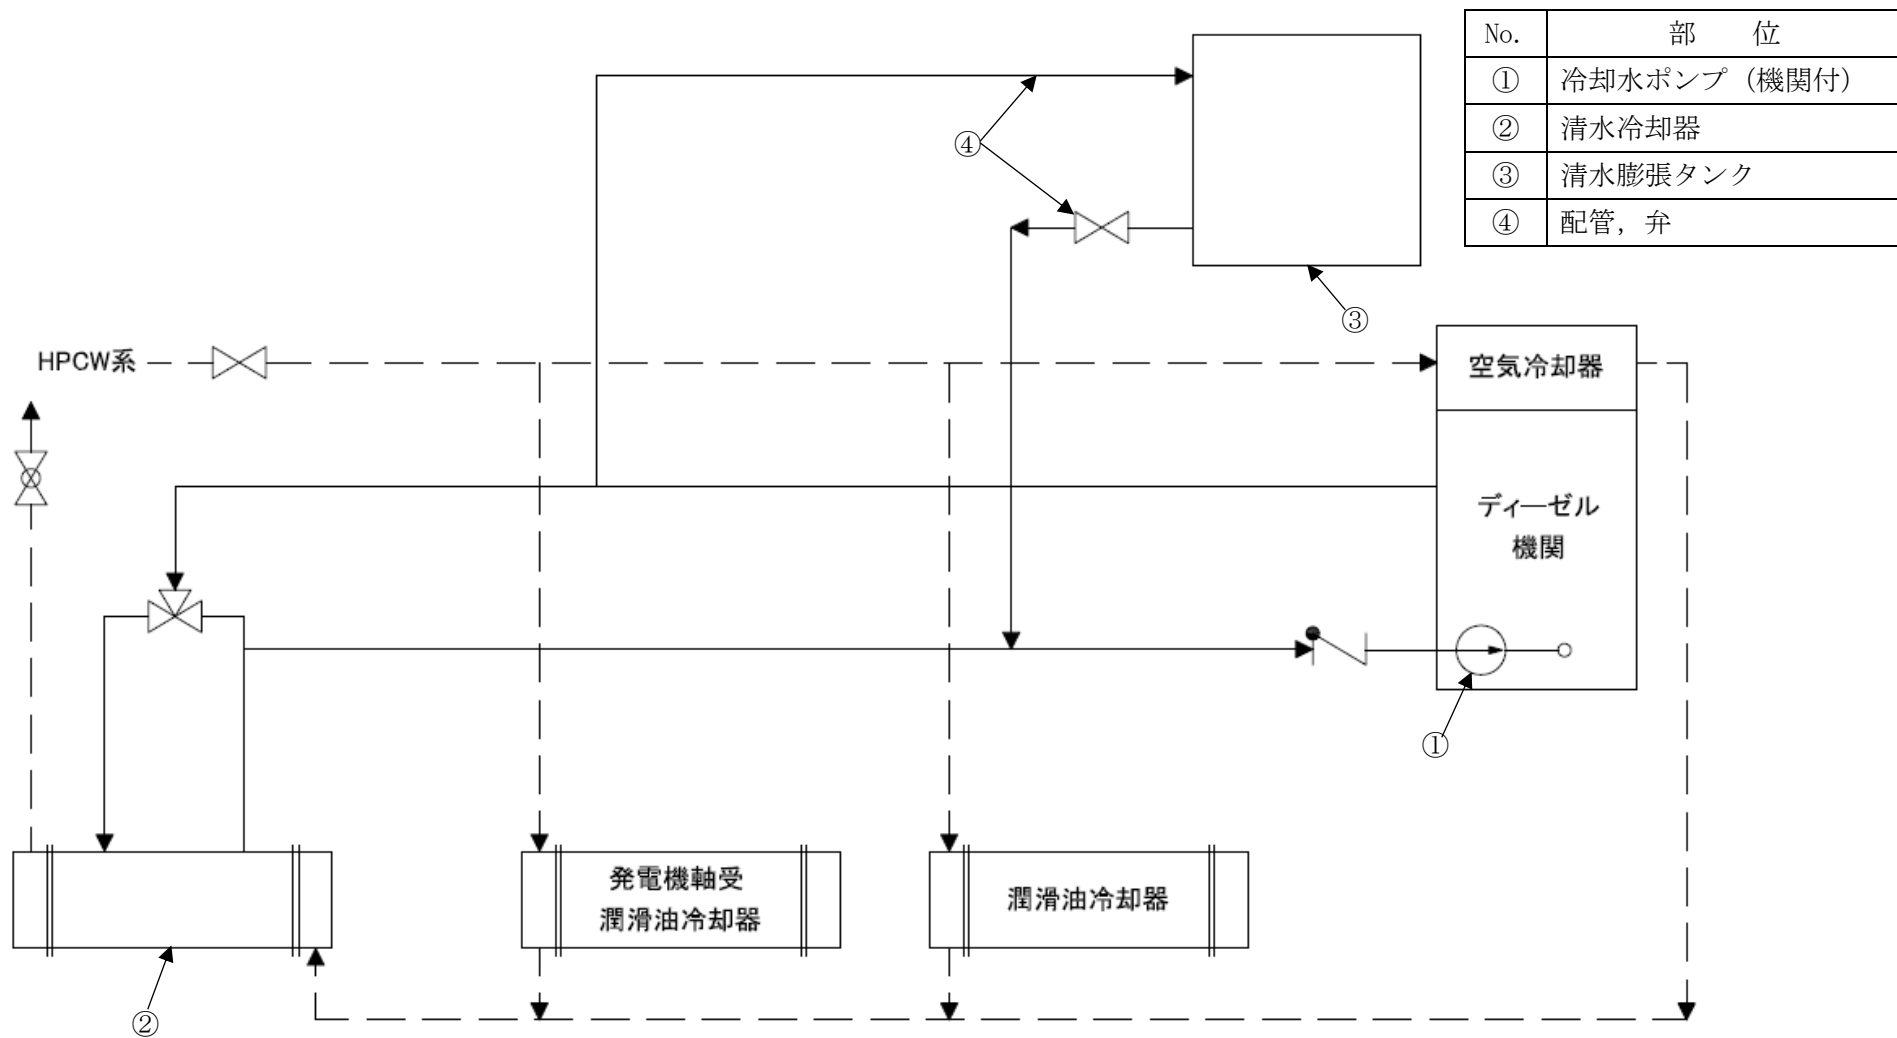 No. 部 位
① 冷却水ポンプ（機関付）
② 清水冷却器
③ 清水膨張タンク
④ 配管，弁
④
③
HPCW系
空気冷却器
ディーゼル
機関
①
発電機軸受
潤滑油冷却器
潤滑油冷却器
②